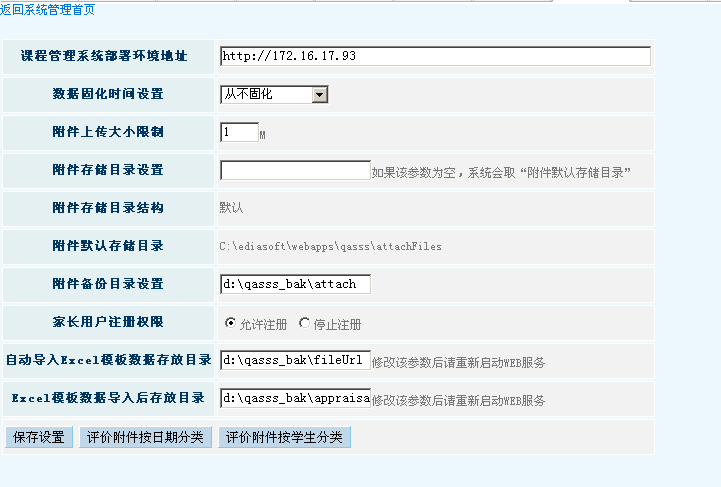 返回系统管理首页
课程管理系统部署环境地址 http://172.16.17.93
数据固化时间设置 从不固化
附件上传大小限制 1 M
附件存储目录设置 如果该参数为空，系统会取“附件默认存储目录”
附件存储目录结构 默认
附件默认存储目录 C:\ediasoft\webapps\qasss\attachFiles
附件备份目录设置 d:\qasss_bak\attach
家长用户注册权限 允许注册 停止注册
自动导入Excel模板数据存放目录 d:\qasss_bak\fileUrl 修改该参数后请重新启动WEB服务
Excel模板数据导入后存放目录 d:\qasss_bak\appraisa 修改该参数后请重新启动WEB服务
保存设置 评价附件按日期分类 评价附件按学生分类